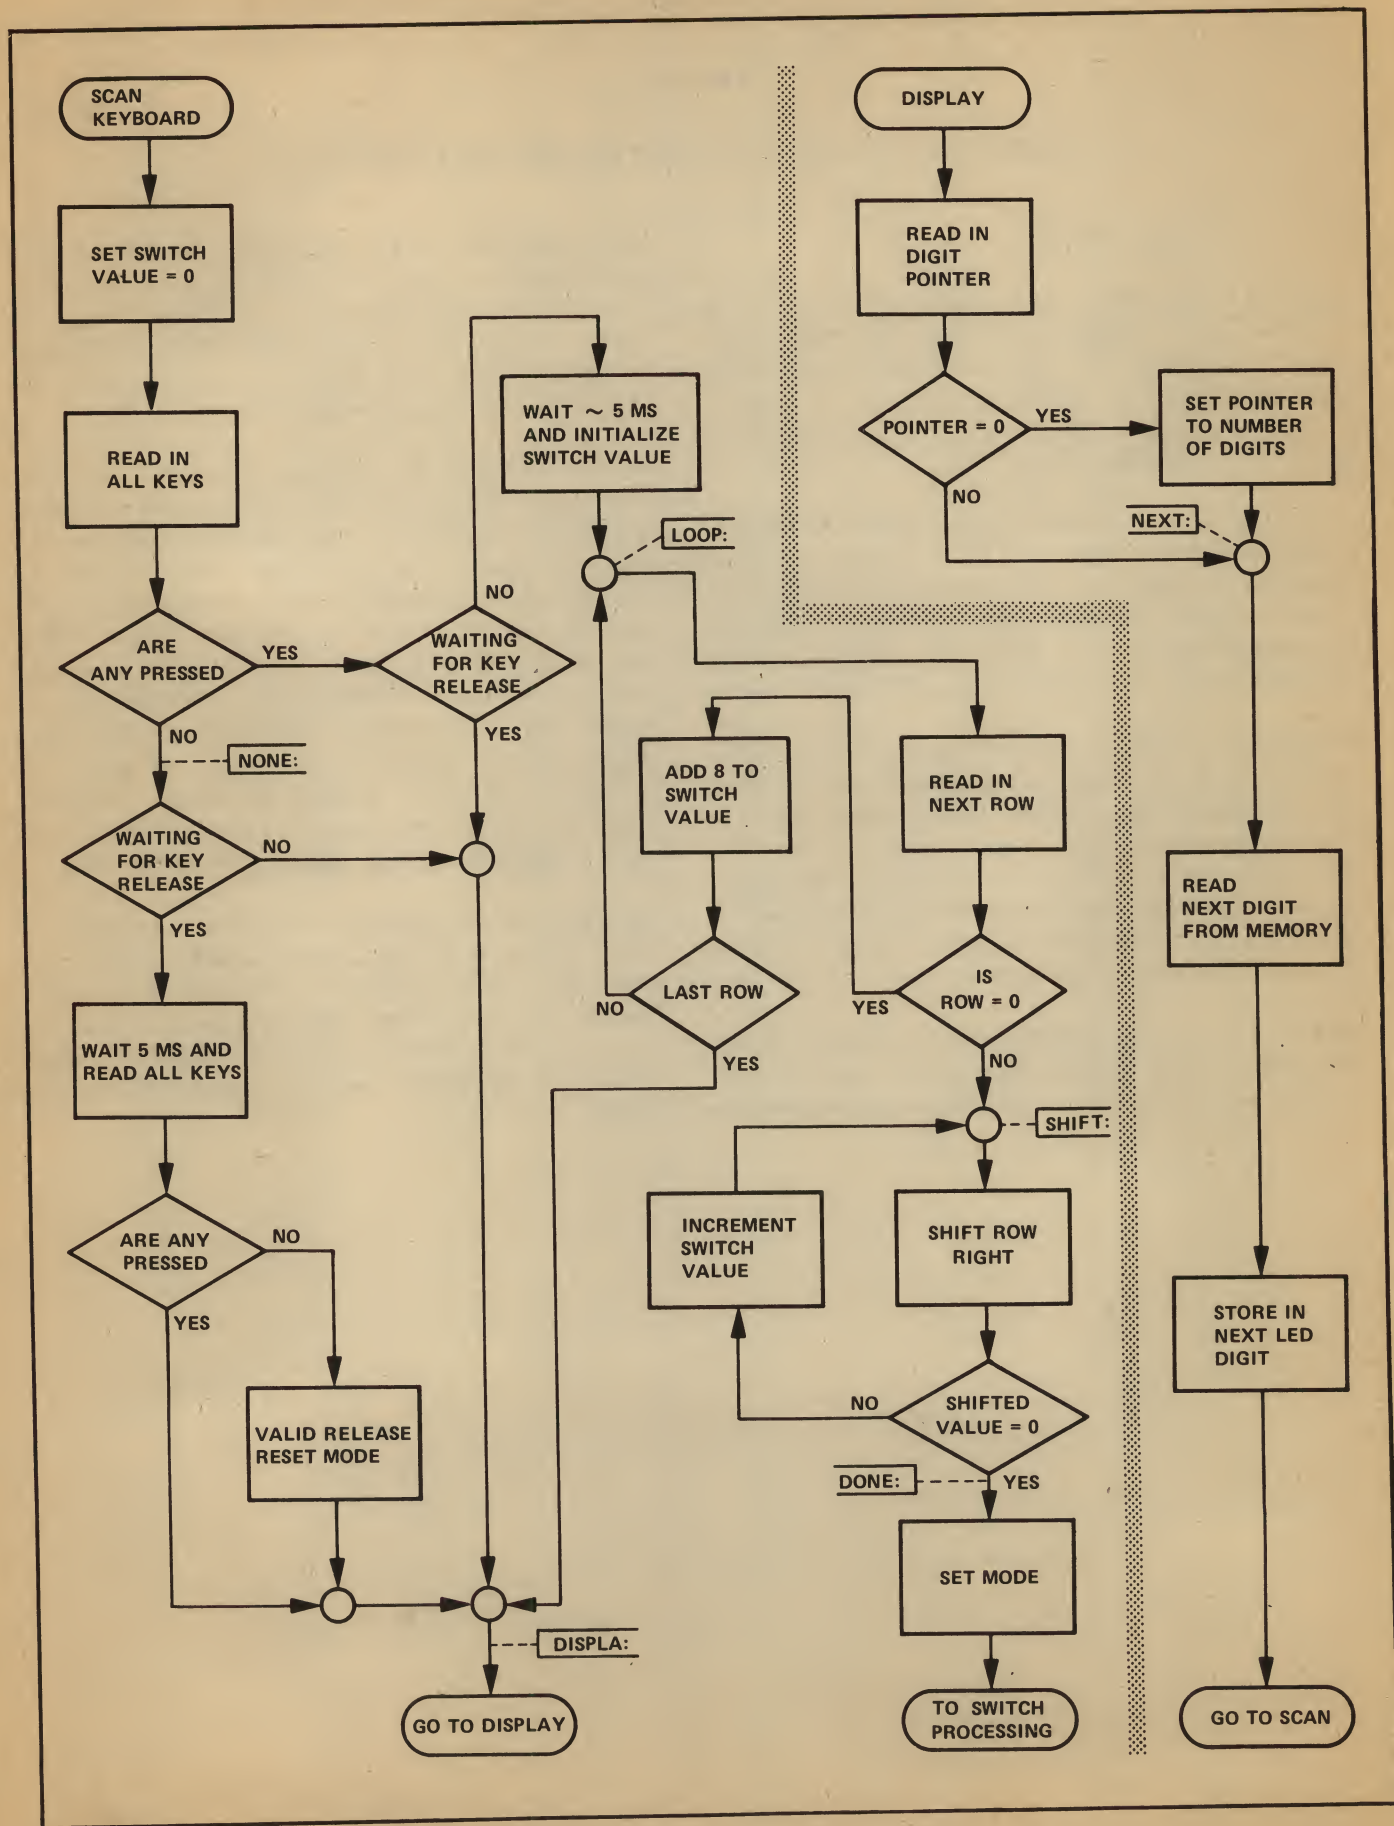 SCAN
KEYBOARD
SET SWITCH
VALUE = 0
READ IN
ALL KEYS
ARE
ANY PRESSED
YES
NO
NONE:
WAITING
FOR KEY
RELEASE
NO
YES
WAIT 5 MS AND
READ ALL KEYS
ARE ANY
PRESSED
NO
YES
VALID RELEASE
RESET MODE
WAITING
FOR KEY
RELEASE
NO
YES
WAIT ~ 5 MS
AND INITIALIZE
SWITCH VALUE
LOOP:
READ IN
NEXT ROW
IS
ROW = 0
YES
NO
ADD 8 TO
SWITCH
VALUE
LAST ROW
NO
YES
SHIFT:
SHIFT ROW
RIGHT
INCREMENT
SWITCH
VALUE
SHIFTED
VALUE = 0
NO
YES
DONE:
SET MODE
TO SWITCH
PROCESSING
DISPLA:
GO TO DISPLAY
DISPLAY
READ IN
DIGIT
POINTER
POINTER = 0
YES
NO
SET POINTER
TO NUMBER
OF DIGITS
NEXT:
READ
NEXT DIGIT
FROM MEMORY
STORE IN
NEXT LED
DIGIT
GO TO SCAN